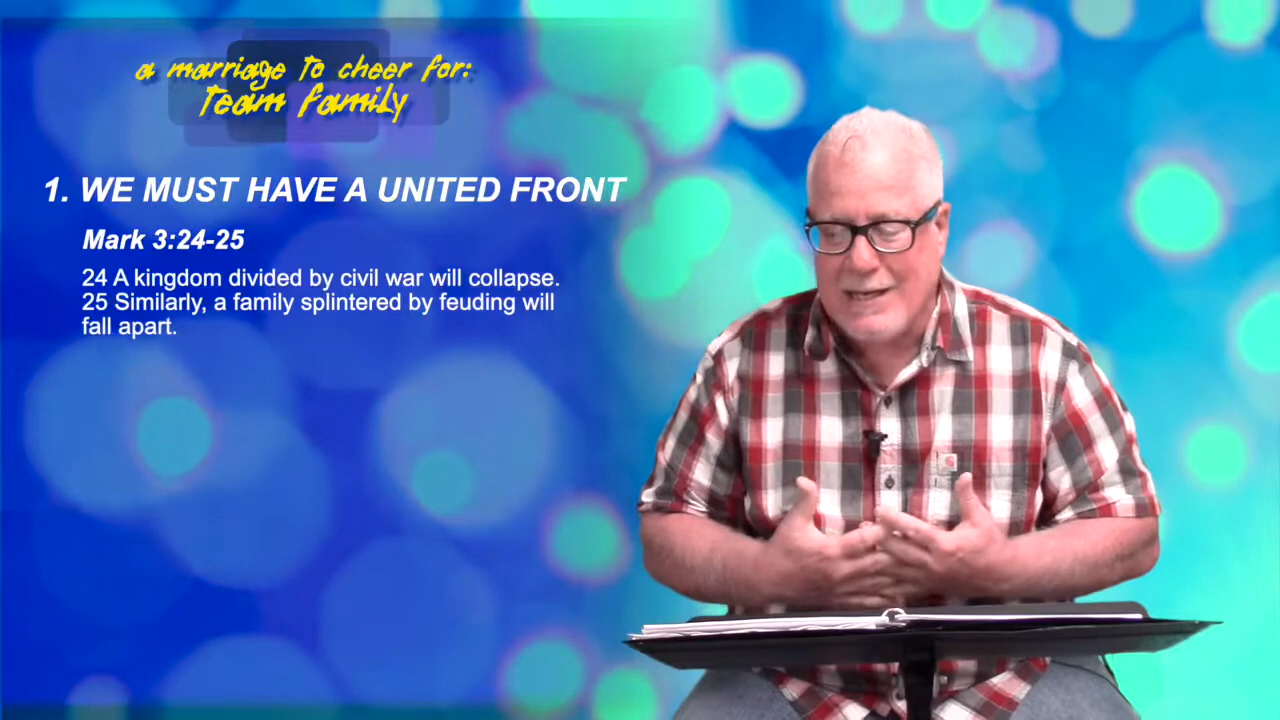 a marriage to cheer for:
Team Family
1. WE MUST HAVE A UNITED FRONT
Mark 3:24-25
24 A kingdom divided by civil war will collapse.
25 Similarly, a family splintered by feuding will
fall apart.